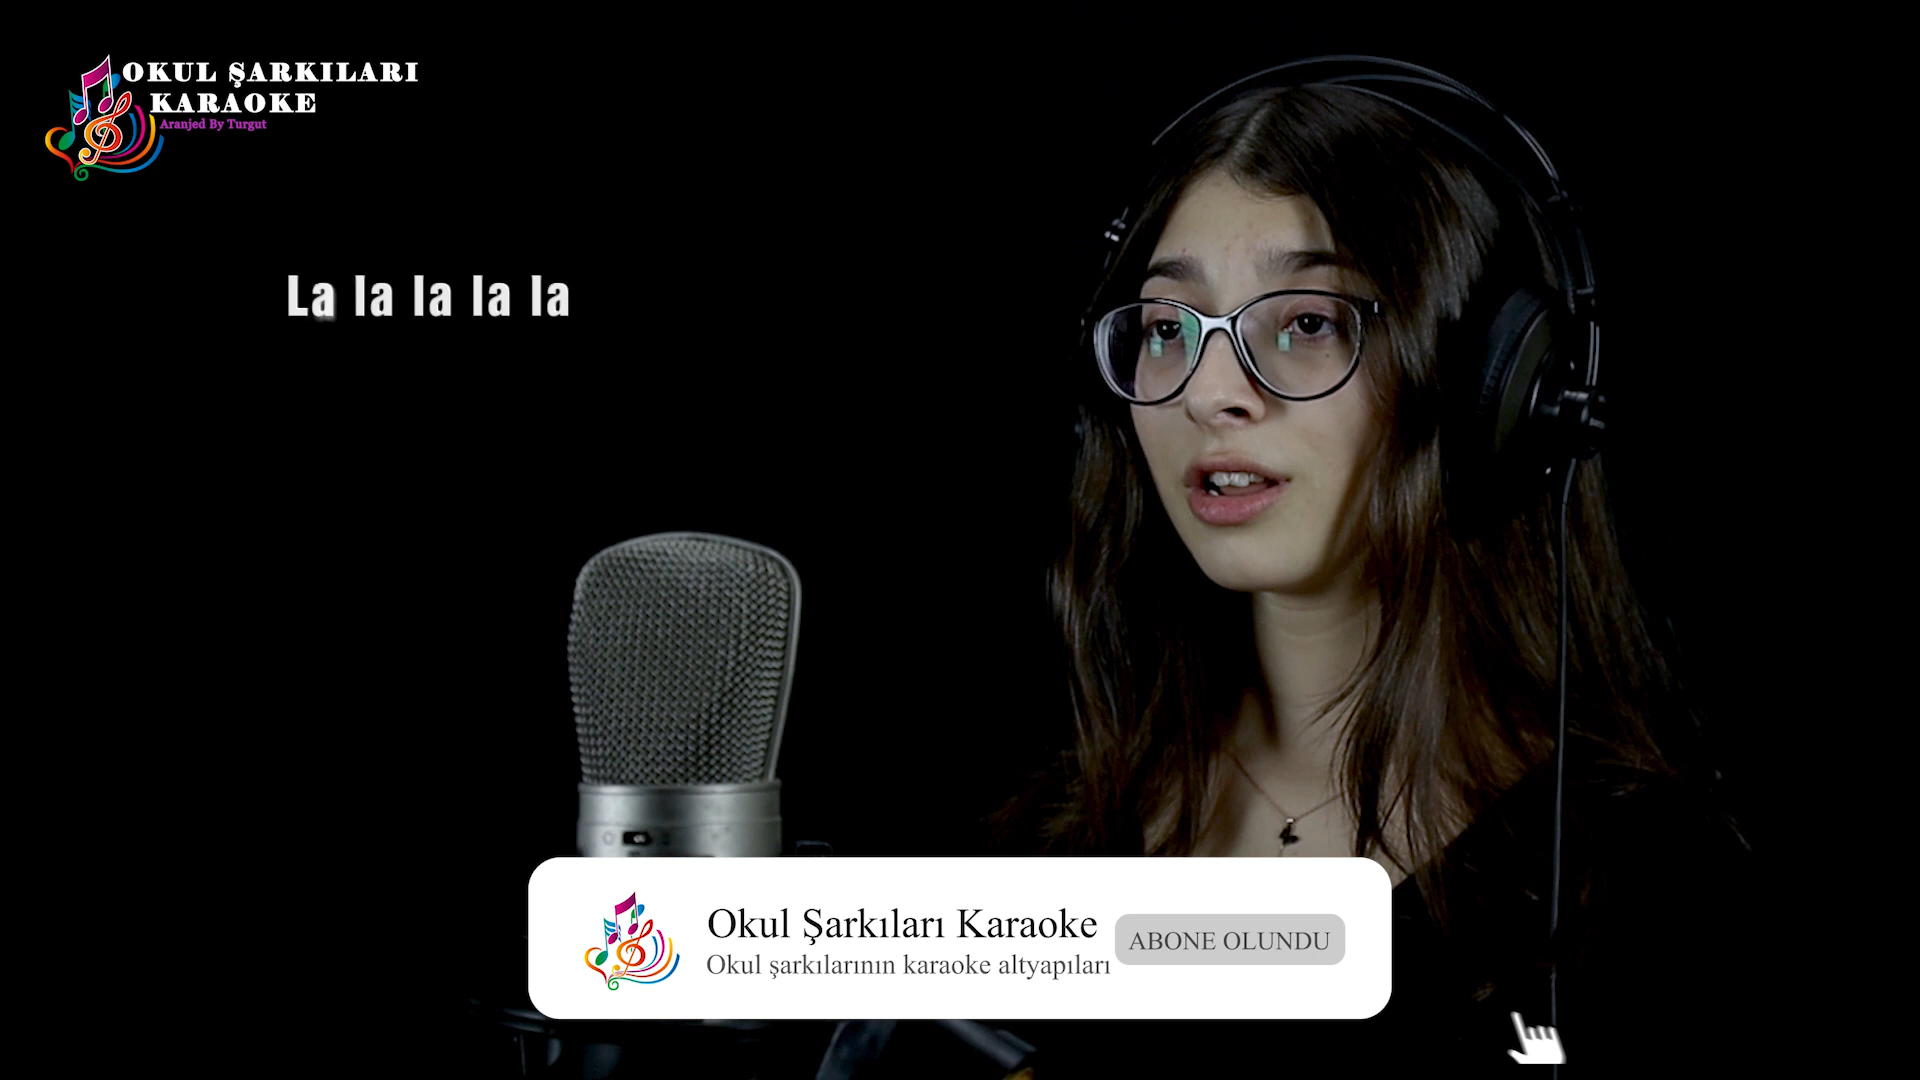 OKUL ŞARKILARI
KARAOKE
Aranjed By Turgut
La la la la la
Okul Şarkıları Karaoke
ABONE OLUNDU
Okul şarkılarının karaoke altyapıları